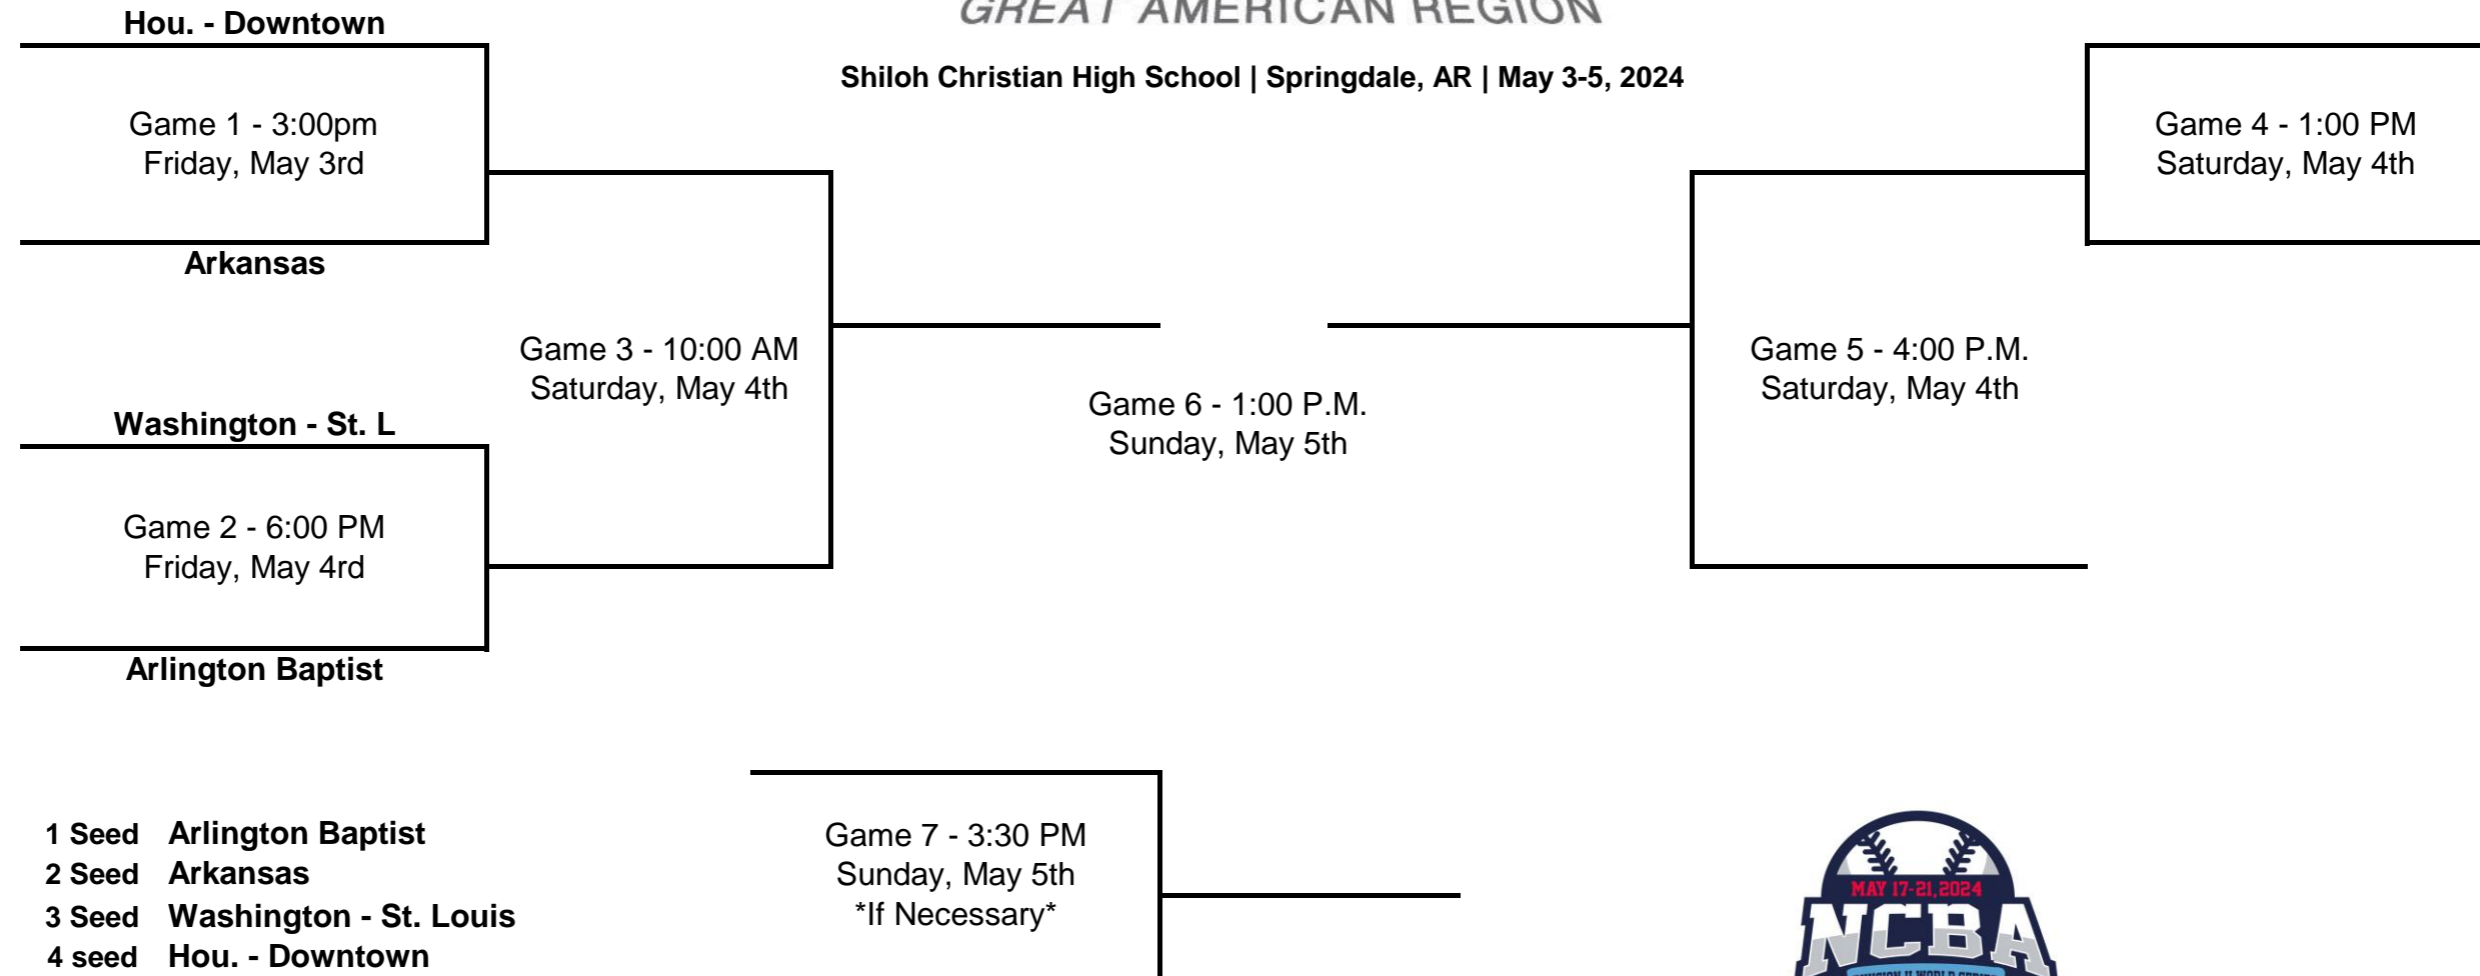 GREAT AMERICAN REGION
Shiloh Christian High School | Springdale, AR | May 3-5, 2024
Hou. - Downtown
Game 1 - 3:00pm
Friday, May 3rd
Arkansas
Washington - St. L
Game 2 - 6:00 PM
Friday, May 4rd
Arlington Baptist
Game 3 - 10:00 AM
Saturday, May 4th
Game 6 - 1:00 P.M.
Sunday, May 5th
Game 5 - 4:00 P.M.
Saturday, May 4th
Game 4 - 1:00 PM
Saturday, May 4th
1 Seed Arlington Baptist
2 Seed Arkansas
3 Seed Washington - St. Louis
4 seed Hou. - Downtown
Game 7 - 3:30 PM
Sunday, May 5th
*If Necessary*
MAY 17-21, 2024
NCBA
DIVISION II WORLD SERIES